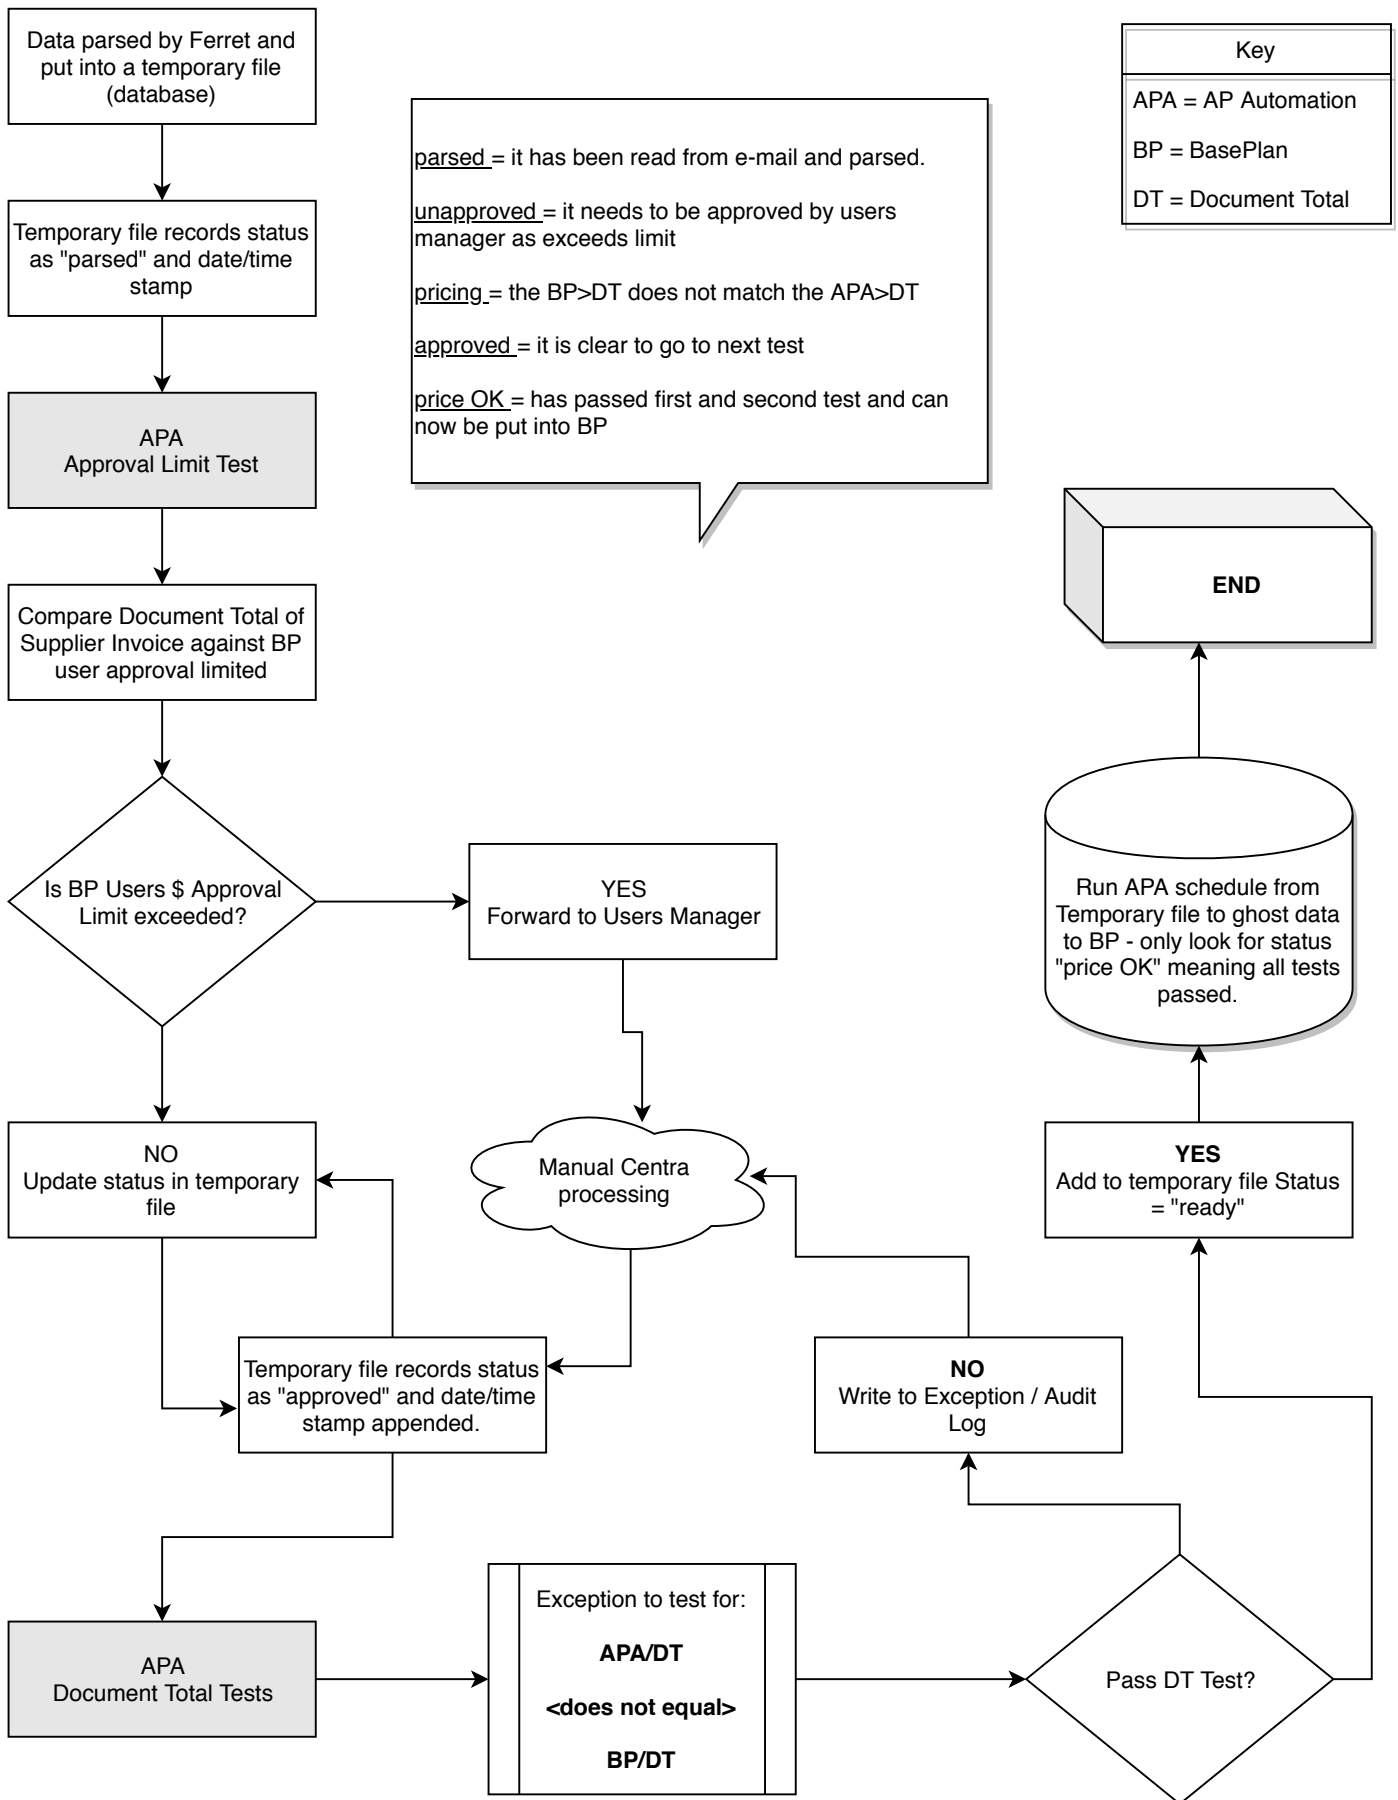 Data parsed by Ferret and
put into a temporary file
(database)
Key
APA = AP Automation
BP = BasePlan
DT = Document Total
parsed = it has been read from e-mail and parsed.
unapproved = it needs to be approved by users
manager as exceeds limit
pricing = the BP>DT does not match the APA>DT
approved = it is clear to go to next test
price OK = has passed first and second test and can
now be put into BP
Temporary file records status
as "parsed" and date/time
stamp
APA
Approval Limit Test
Compare Document Total of
Supplier Invoice against BP
user approval limited
END
Is BP Users $ Approval
Limit exceeded?
YES
Forward to Users Manager
Run APA schedule from
Temporary file to ghost data
to BP - only look for status
"price OK" meaning all tests
passed.
NO
Update status in temporary
file
Manual Centra
processing
YES
Add to temporary file Status
= "ready"
Temporary file records status
as "approved" and date/time
stamp appended.
NO
Write to Exception / Audit
Log
APA
Document Total Tests
Exception to test for:
APA/DT
<does not equal>
BP/DT
Pass DT Test?